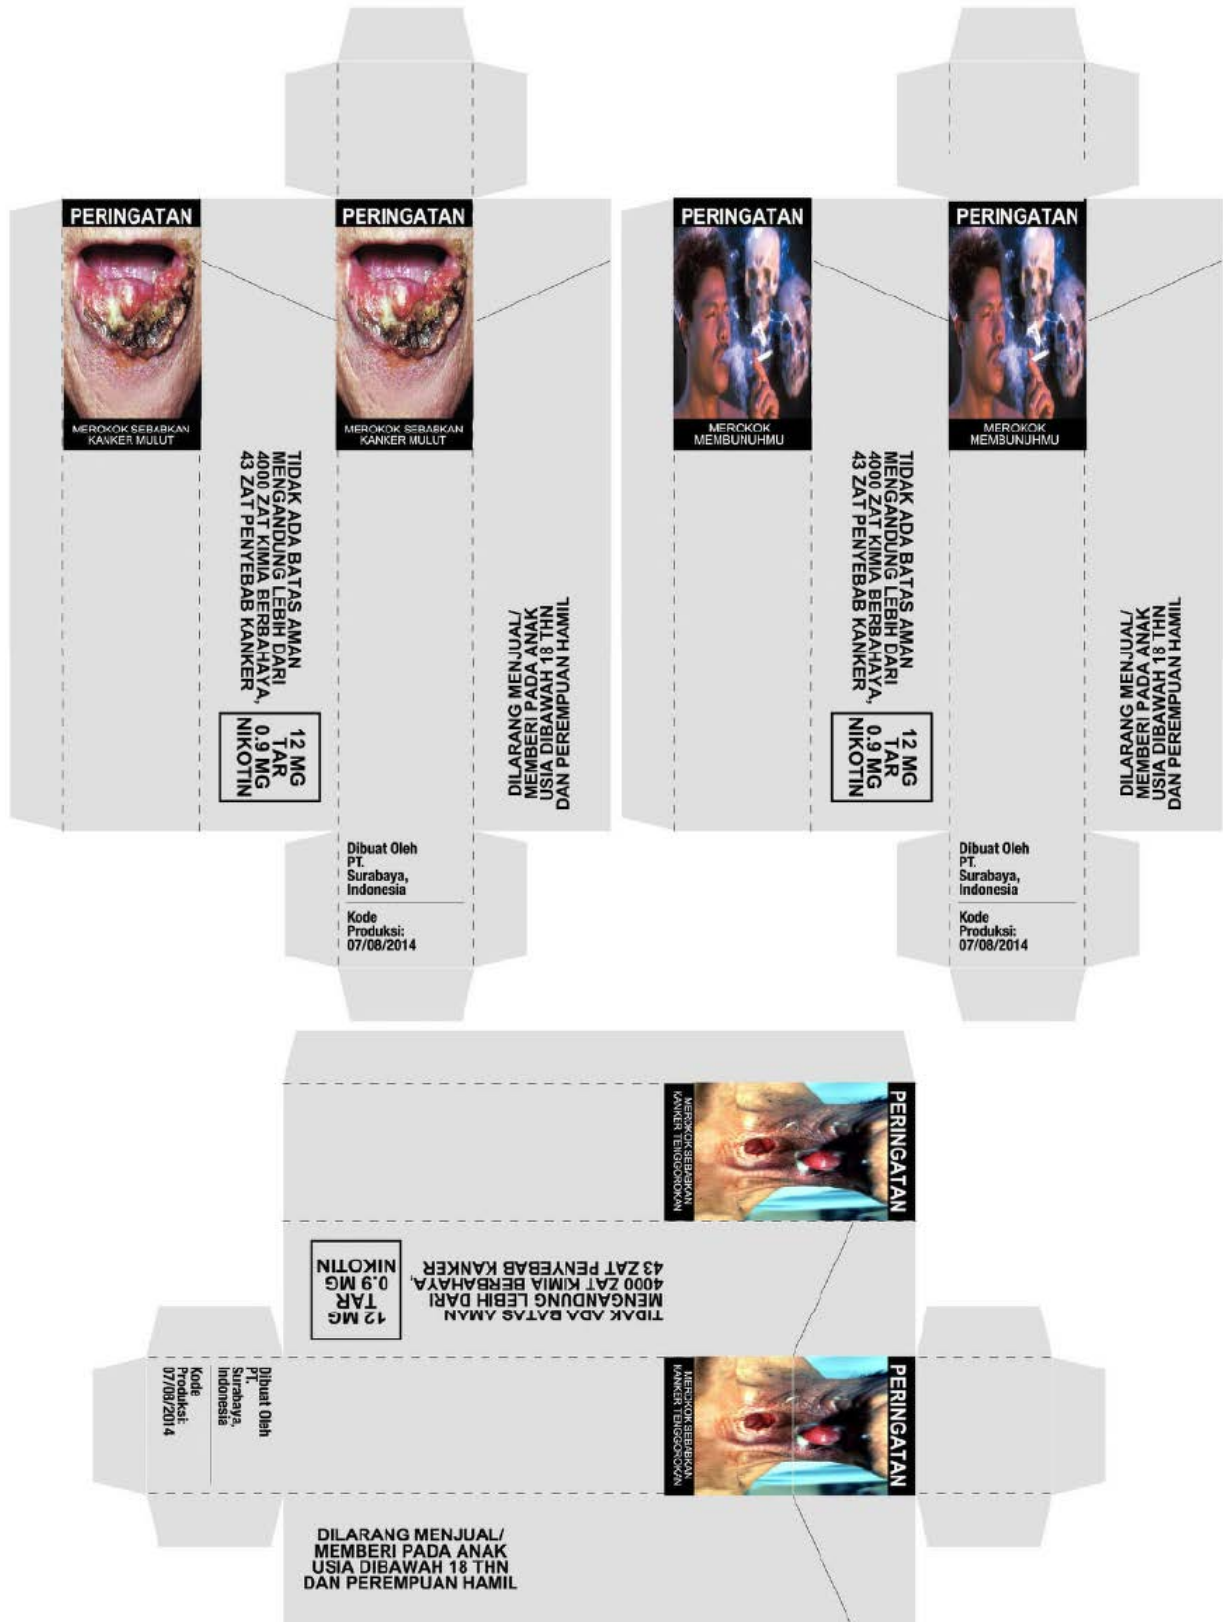 PERINGATAN
MEROKOK SEBABKAN
KANKER MULUT
TIDAK ADA BATAS AMAN
MENGANDUNG LEBIH DARI
4000 ZAT KIMIA BERBAHAYA,
43 ZAT PENYEBAB KANKER
12 MG
TAR
0.9 MG
NIKOTIN
PERINGATAN
MEROKOK SEBABKAN
KANKER MULUT
DILARANG MENJUAL/
MEMBERI PADA ANAK
USIA DIBAWAH 18 THN
DAN PEREMPUAN HAMIL
Dibuat Oleh
PT.
Surabaya,
Indonesia
Kode
Produksi:
07/08/2014
PERINGATAN
MEROKOK
MEMBUNUHMU
TIDAK ADA BATAS AMAN
MENGANDUNG LEBIH DARI
4000 ZAT KIMIA BERBAHAYA,
43 ZAT PENYEBAB KANKER
12 MG
TAR
0.9 MG
NIKOTIN
PERINGATAN
MEROKOK
MEMBUNUHMU
DILARANG MENJUAL/
MEMBERI PADA ANAK
USIA DIBAWAH 18 THN
DAN PEREMPUAN HAMIL
Dibuat Oleh
PT.
Surabaya,
Indonesia
Kode
Produksi:
07/08/2014
PERINGATAN
MEROKOK SEBABKAN
KANKER TENGGOROKAN
TIDAK ADA BATAS AMAN
MENGANDUNG LEBIH DARI
4000 ZAT KIMIA BERBAHAYA,
43 ZAT PENYEBAB KANKER
12 MG
TAR
0.9 MG
NIKOTIN
PERINGATAN
MEROKOK SEBABKAN
KANKER TENGGOROKAN
Dibuat Oleh
PT.
Surabaya,
Indonesia
Kode
Produksi:
07/08/2014
DILARANG MENJUAL/
MEMBERI PADA ANAK
USIA DIBAWAH 18 THN
DAN PEREMPUAN HAMIL